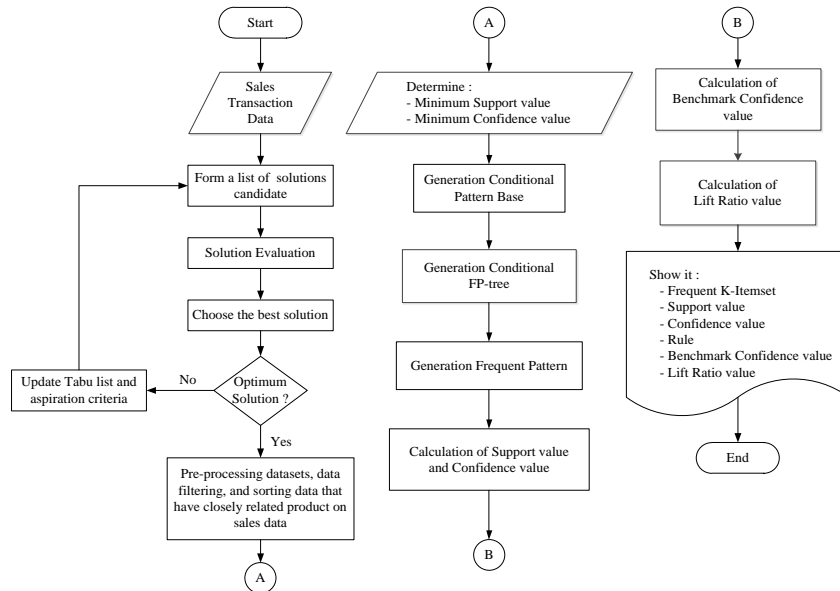 Start
Sales
Transaction
Data
Form a list of solutions
candidate
Solution Evaluation
Choose the best solution
Optimum
Solution ?
No
Update Tabu list and
aspiration criteria
Yes
Pre-processing datasets, data
filtering, and sorting data that
have closely related product on
sales data
A
A
Determine :
- Minimum Support value
- Minimum Confidence value
Generation Conditional
Pattern Base
Generation Conditional
FP-tree
Generation Frequent Pattern
Calculation of Support value
and Confidence value
B
B
Calculation of
Benchmark Confidence
value
Calculation of
Lift Ratio value
Show it :
- Frequent K-Itemset
- Support value
- Confidence value
- Rule
- Benchmark Confidence value
- Lift Ratio value
End